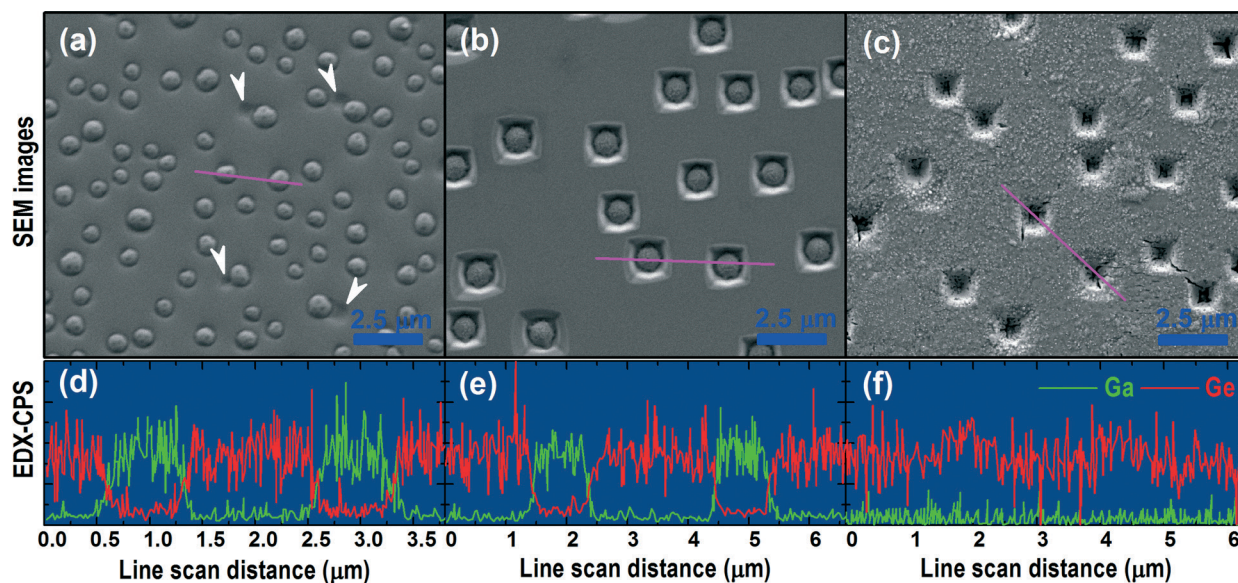 (a)
(b)
(c)
SEM images
2.5 μm
2.5 μm
2.5 μm
(d)
(e)
(f)
Ga
Ge
EDX-CPS
0.0 0.5 1.0 1.5 2.0 2.5 3.0 3.5
0 1 2 3 4 5 6
0 1 2 3 4 5 6
Line scan distance (μm)
Line scan distance (μm)
Line scan distance (μm)